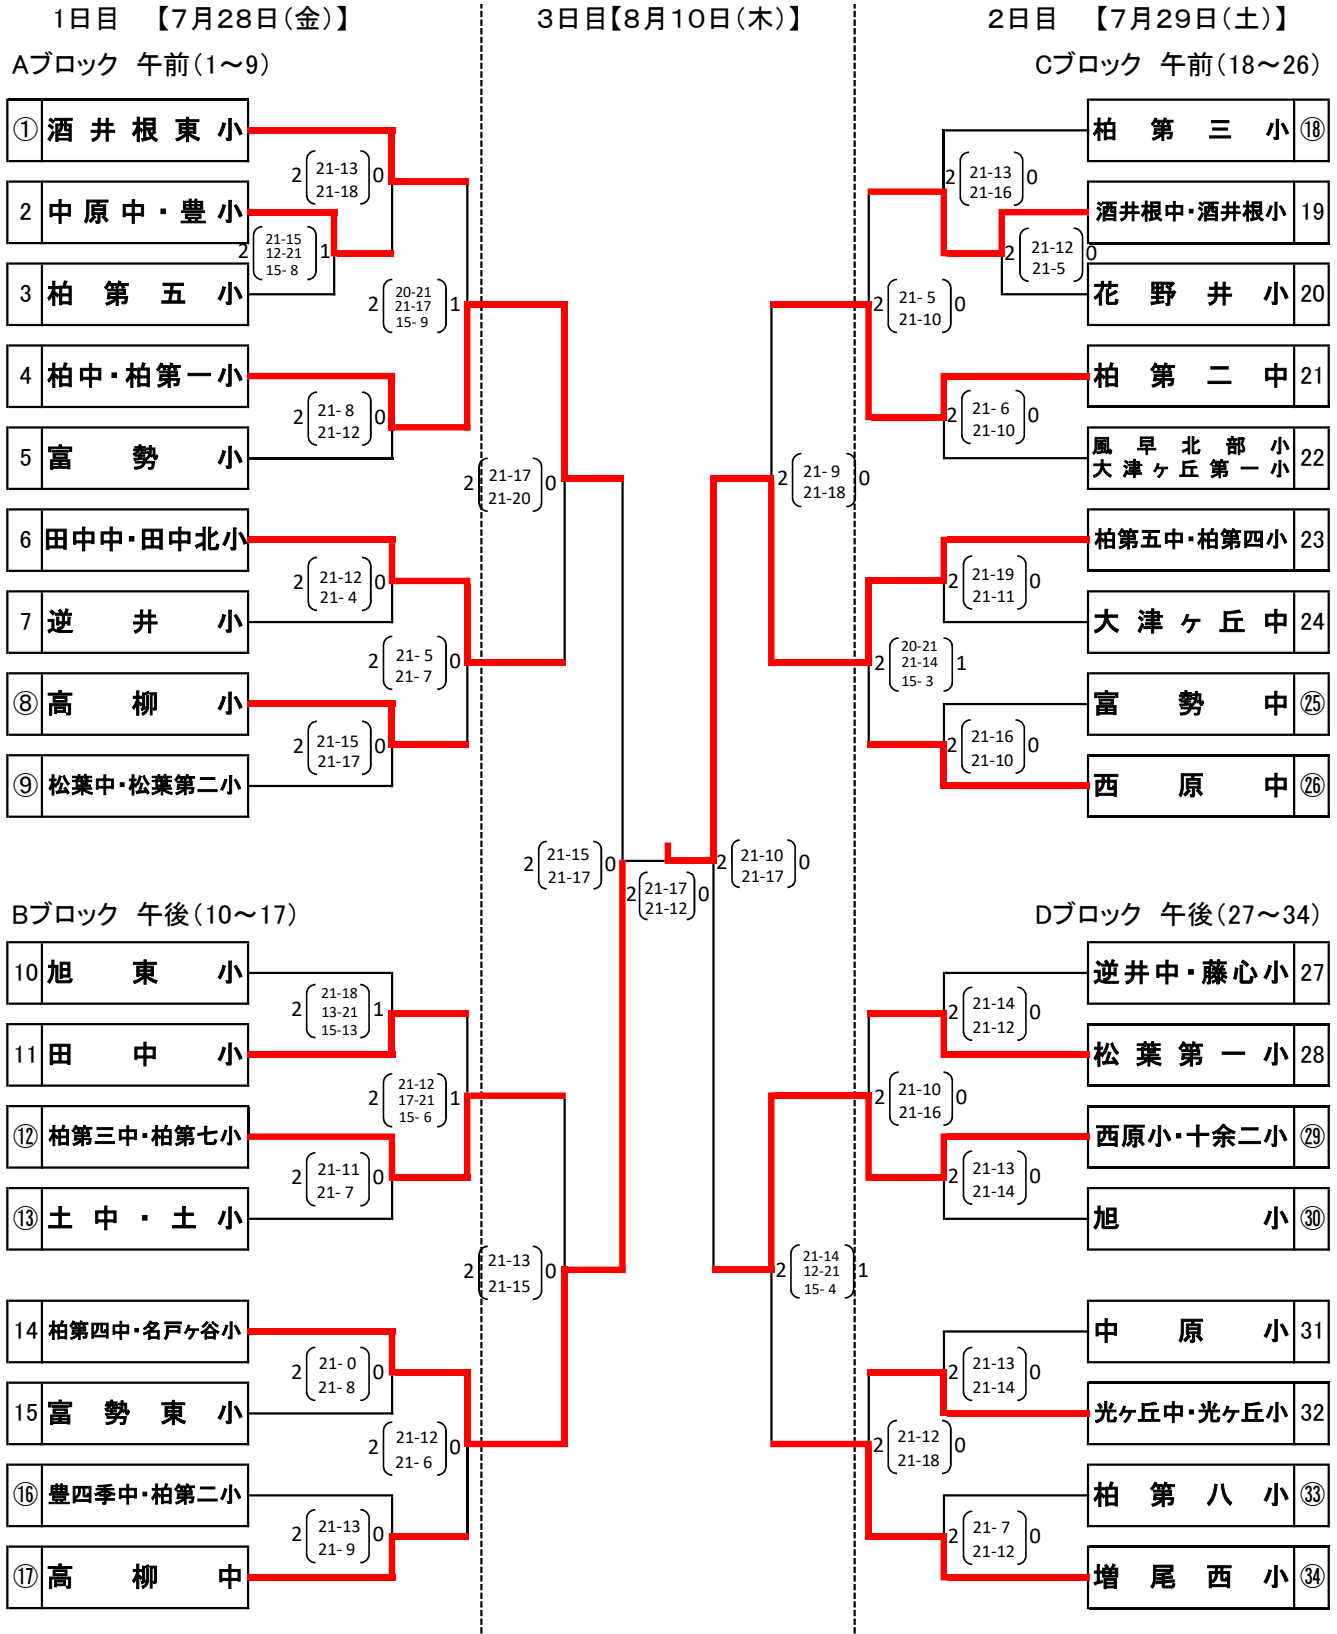 1日目　【7月28日(金)】
3日目【8月10日(木)】
2日目　【7月29日(土)】
Aブロック　午前(1～9)
① 酒井根東小
2 中原中・豊小
3 柏第五小
4 柏中・柏第一小
5 富勢小
6 田中中・田中北小
7 逆井小
⑧ 高柳小
⑨ 松葉中・松葉第二小
2 21-13 0
21-18
2 21-15 1
12-21
15- 8
2 20-21 1
21-17
15- 9
2 21- 8 0
21-12
2 21-17 0
21-20
2 21-12 0
21- 4
2 21- 5 0
21- 7
2 21-15 0
21-17
Cブロック　午前(18～26)
柏第三小 ⑱
酒井根中・酒井根小 19
花野井小 20
柏第二中 21
風早北部小
大津ヶ丘第一小 22
柏第五中・柏第四小 23
大津ヶ丘中 24
富勢中 ㉕
西原中 ㉖
2 21-13 0
21-16
2 21-12 0
21-5
2 21- 5 0
21-10
2 21- 6 0
21-10
2 21- 9 0
21-18
2 21-19 0
21-11
2 20-21 1
21-14
15- 3
2 21-16 0
21-10
2 21-15 0
21-17
2 21-17 0
21-12
2 21-10 0
21-17
Bブロック　午後(10～17)
10 旭東小
11 田中小
⑫ 柏第三中・柏第七小
⑬ 土中・土小
14 柏第四中・名戸ヶ谷小
15 富勢東小
⑯ 豊四季中・柏第二小
⑰ 高柳中
2 21-18 1
13-21
15-13
2 21-12 1
17-21
15- 6
2 21-11 0
21- 7
2 21-13 0
21-15
2 21- 0 0
21- 8
2 21-12 0
21- 6
2 21-13 0
21- 9
Dブロック　午後(27～34)
逆井中・藤心小 27
松葉第一小 28
西原小・十余二小 ㉙
旭小 ㉚
中原小 31
光ヶ丘中・光ヶ丘小 32
柏第八小 ㉝
増尾西小 ㉞
2 21-14 0
21-12
2 21-10 0
21-16
2 21-13 0
21-14
2 21-14 1
12-21
15- 4
2 21-13 0
21-14
2 21-12 0
21-18
2 21- 7 0
21-12